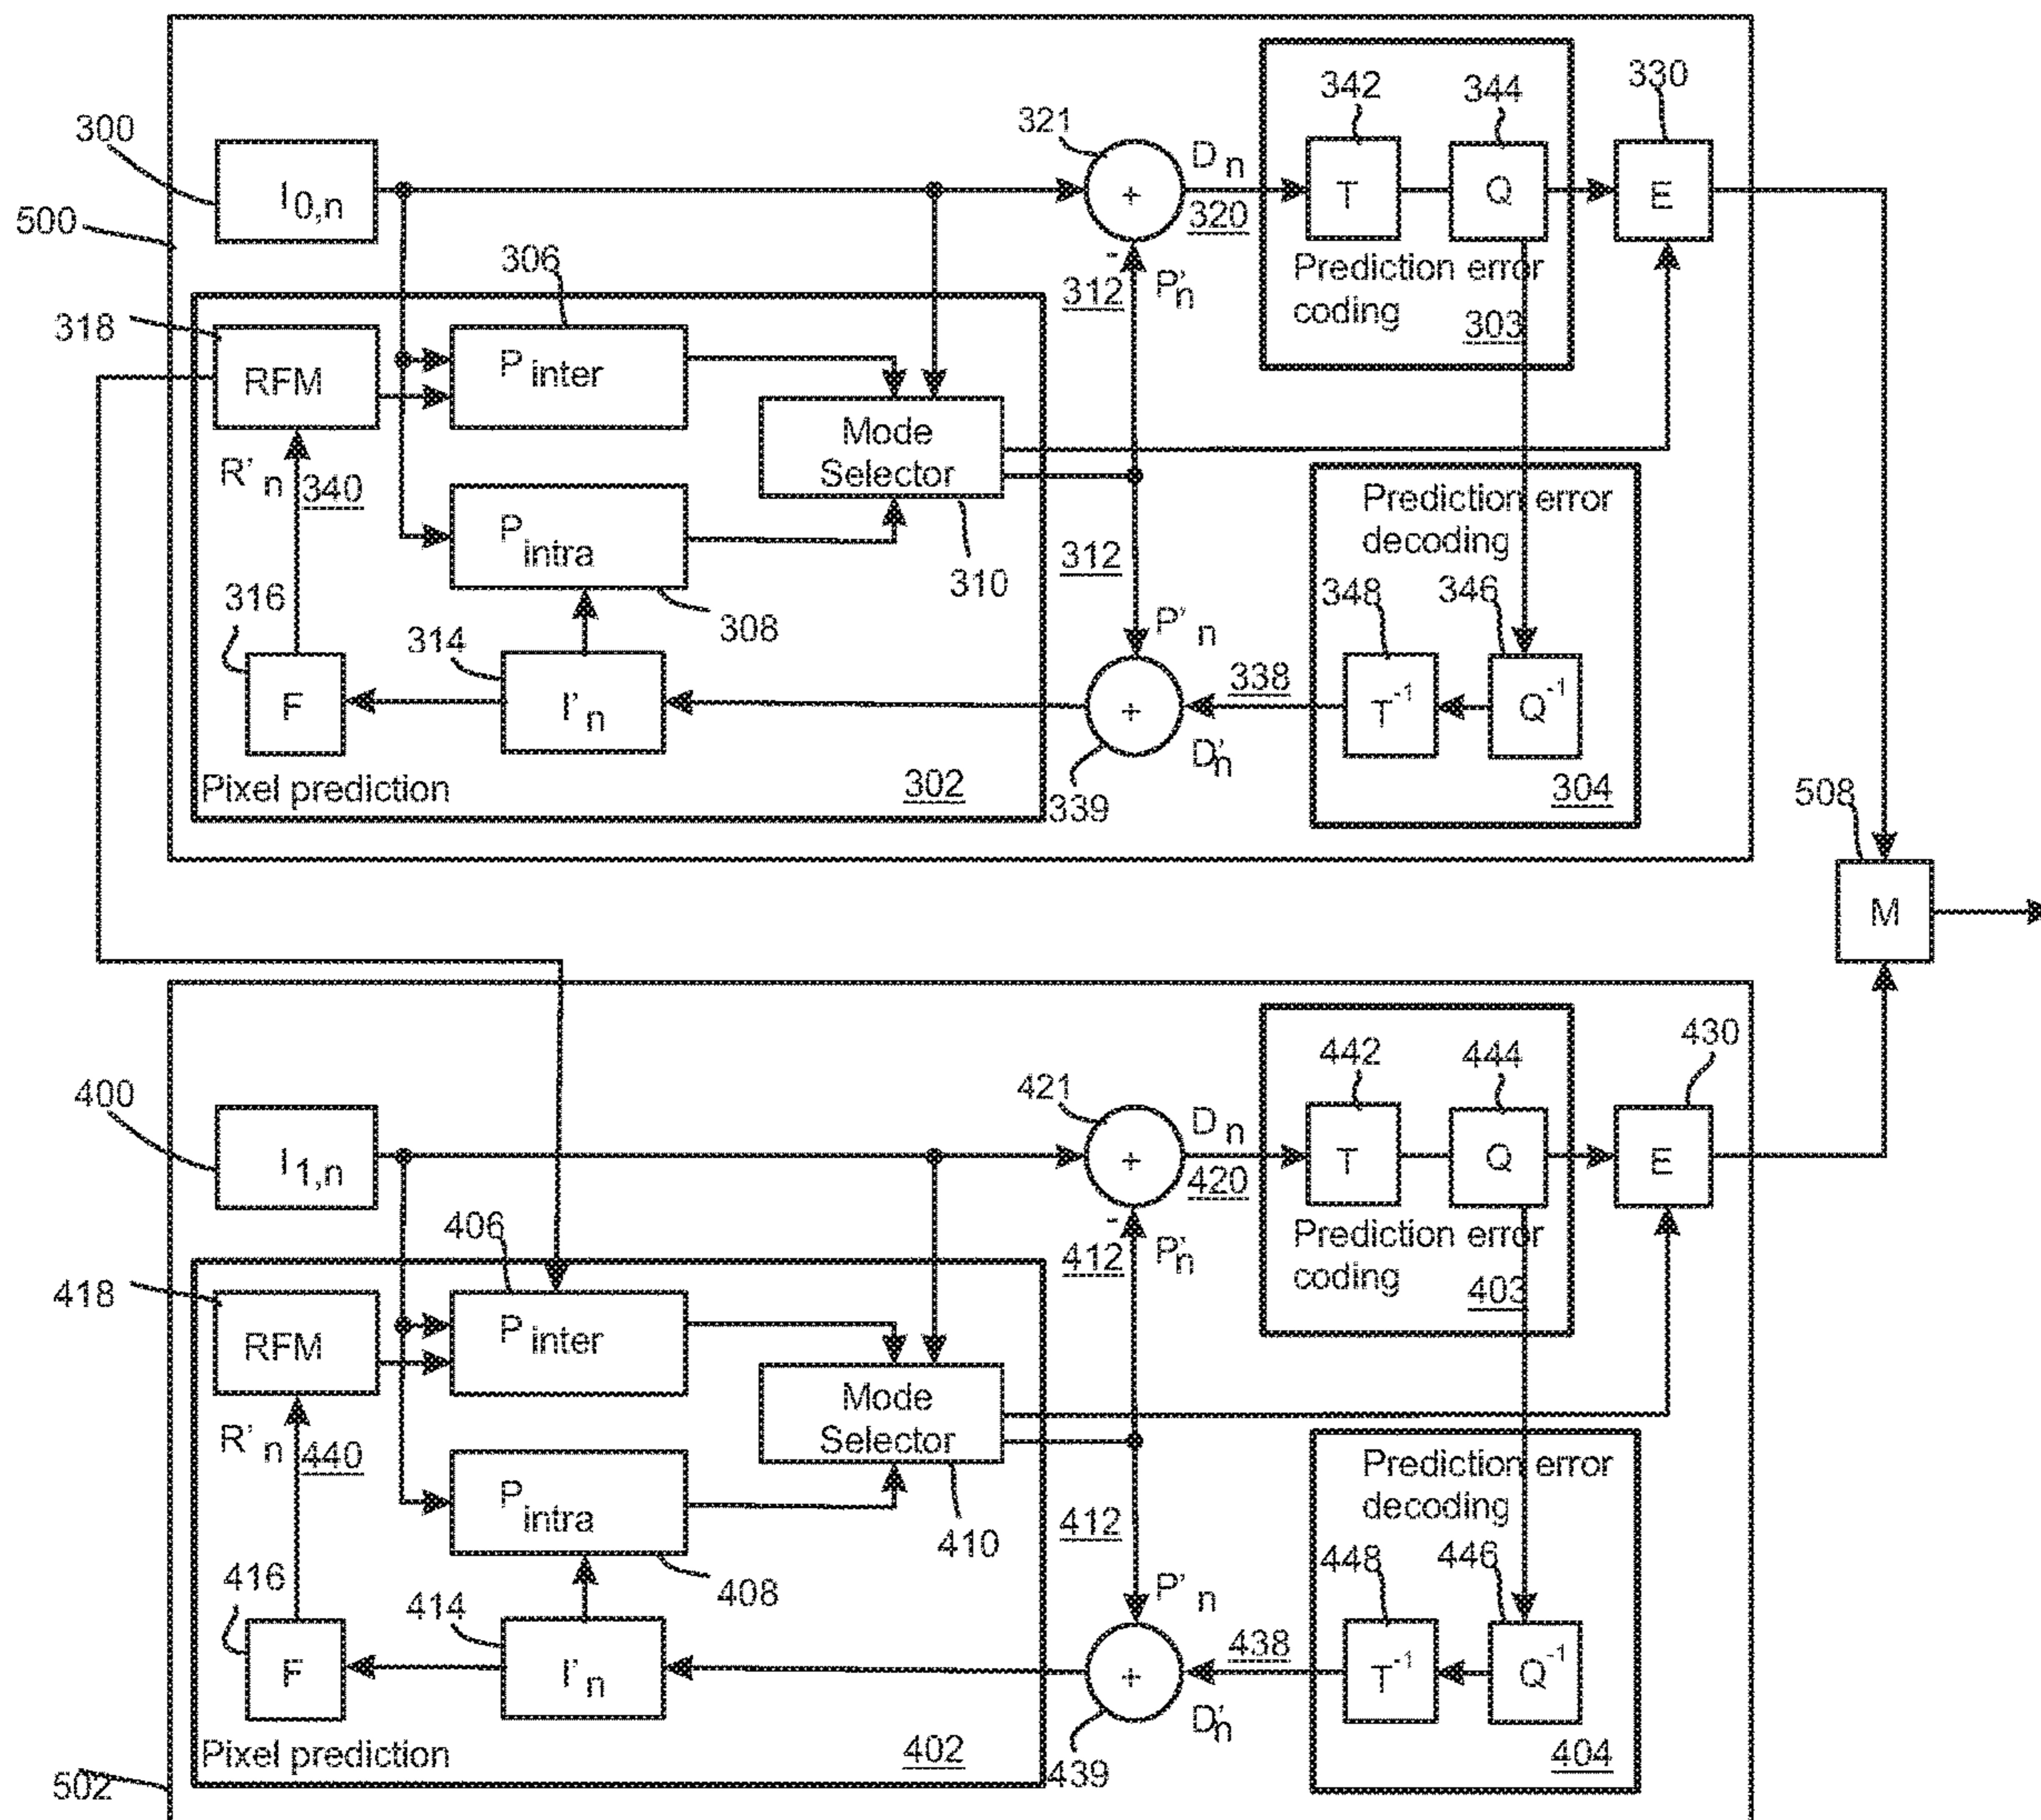 342
344
330
300
321
Dn
I0,n
+
T
Q
E
500
320
306
- P'n
312
Prediction error
coding
303
318
RFM
P inter
Mode
Selector
R'n
340
Prediction error
decoding
P intra
312
310
316
348
346
308
P'n
314
338
F
I'n
+
T-1
Q-1
D'n
Pixel prediction
302
339
304
508
M
442
444
430
400
421
Dn
I1,n
+
T
Q
E
420
406
- P'n
412
Prediction error
coding
403
418
RFM
P inter
Mode
Selector
R'n
440
Prediction error
decoding
P intra
412
410
416
448
446
408
P'n
414
438
F
I'n
+
T-1
Q-1
D'n
Pixel prediction
402
439
404
502